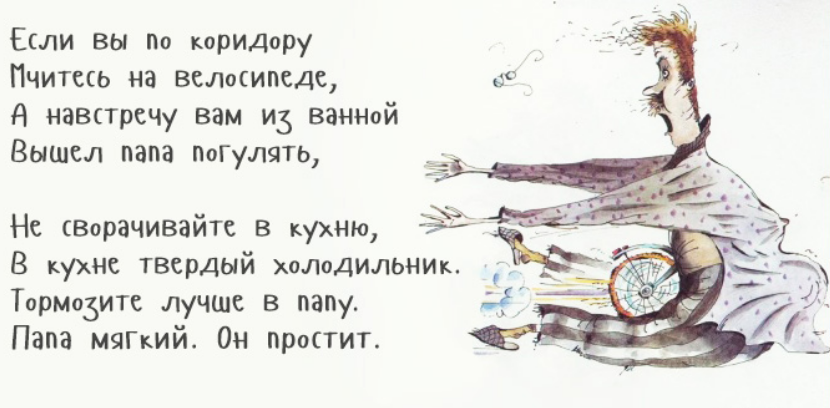 Если вы по коридору
Мчитесь на велосипеде,
А навстречу вам из ванной
Вышел папа погулять,
Не сворачивайте в кухню,
В кухне твердый холодильник.
Тормозите лучше в папу.
Папа мягкий. Он простит.